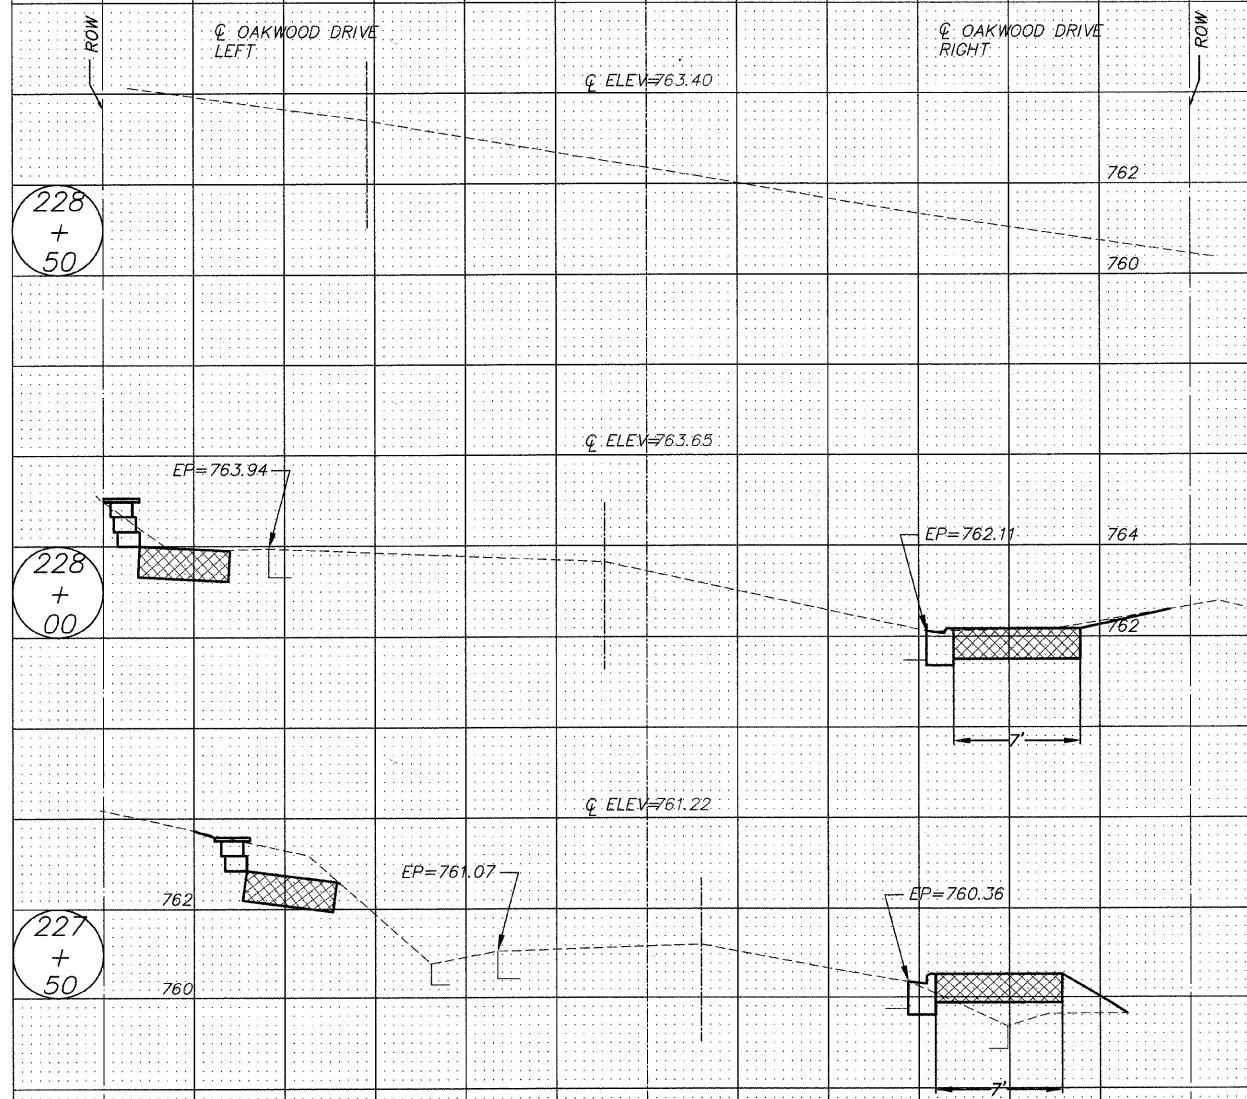 ROW
℄ OAKWOOD DRIVE
LEFT
℄ OAKWOOD DRIVE
RIGHT
ROW
℄ ELEV=763.40
762
228
+
50
760
℄ ELEV=763.65
EP=763.94
EP=762.11
764
228
+
00
762
7'
℄ ELEV=761.22
EP=761.07
EP=760.36
762
227
+
50
760
7'